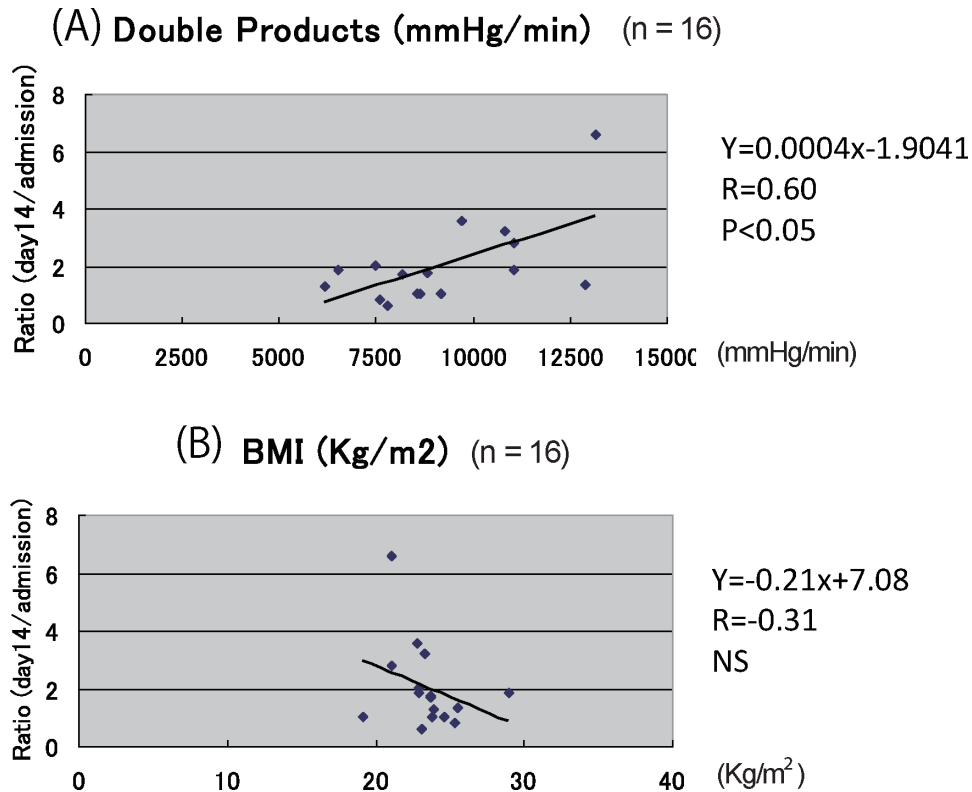 (A) Double Products (mmHg/min) (n = 16)
Ratio (day14/admission)
8
6
4
2
0
0 2500 5000 7500 10000 12500 15000 (mmHg/min)
Y=0.0004x-1.9041
R=0.60
P<0.05
(B) BMI (Kg/m2) (n = 16)
Ratio (day14/admission)
8
6
4
2
0
0 10 20 30 40 (Kg/m²)
Y=-0.21x+7.08
R=-0.31
NS